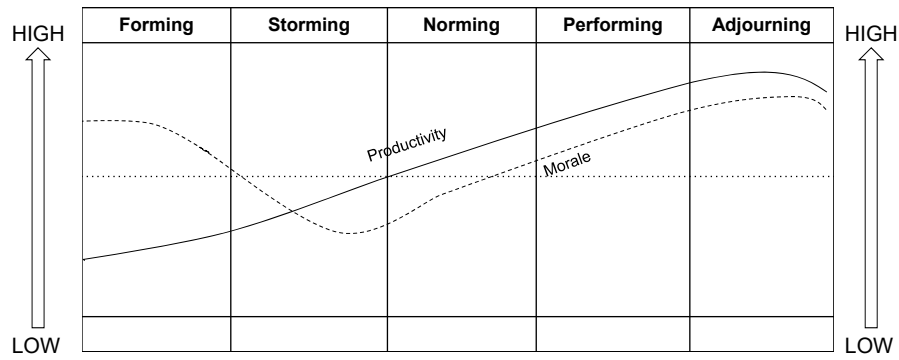 Forming Storming Norming Performing Adjourning
HIGH HIGH
Productivity
Morale
LOW LOW